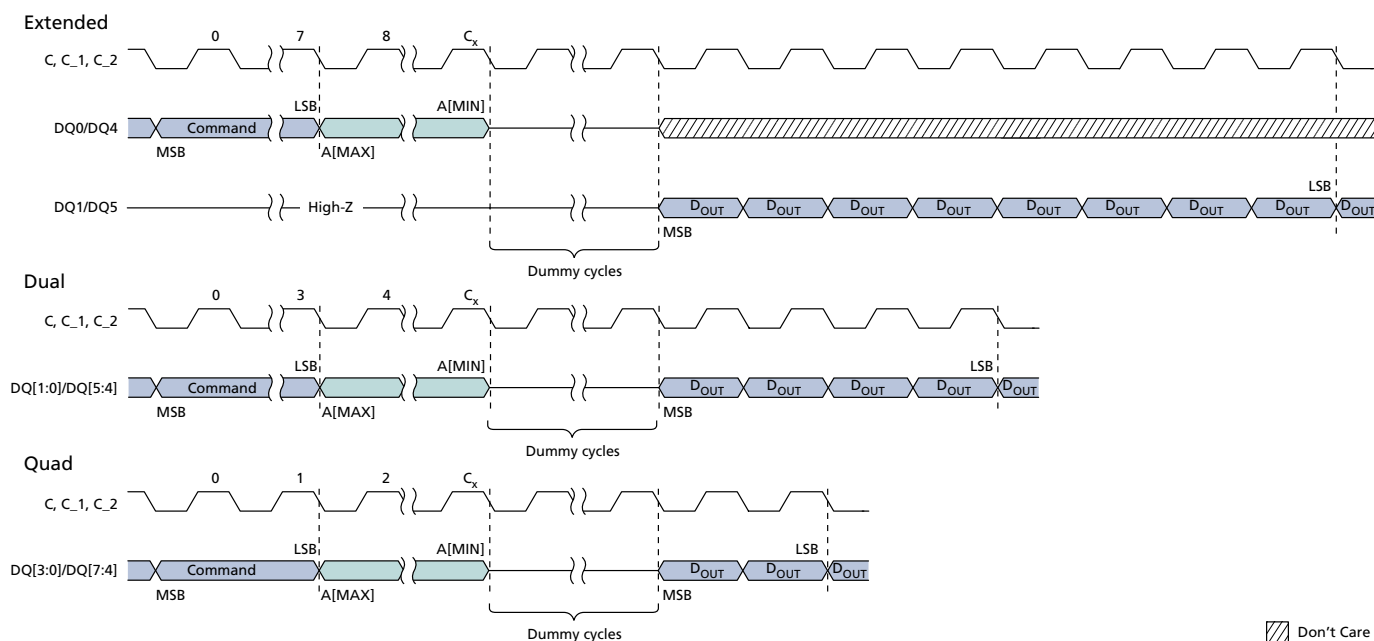 Extended
0 7 8 Cx
C, C_1, C_2
LSB A[MIN]
DQ0/DQ4 Command
MSB A[MAX]
LSB
DQ1/DQ5 High-Z DOUT DOUT DOUT DOUT DOUT DOUT DOUT DOUT DOUT
MSB
Dummy cycles
Dual
0 3 4 Cx
C, C_1, C_2
LSB A[MIN] LSB
DQ[1:0]/DQ[5:4] Command DOUT DOUT DOUT DOUT DOUT
MSB A[MAX] MSB
Dummy cycles
Quad
0 1 2 Cx
C, C_1, C_2
LSB A[MIN] LSB
DQ[3:0]/DQ[7:4] Command DOUT DOUT DOUT
MSB A[MAX] MSB
Dummy cycles
Don't Care